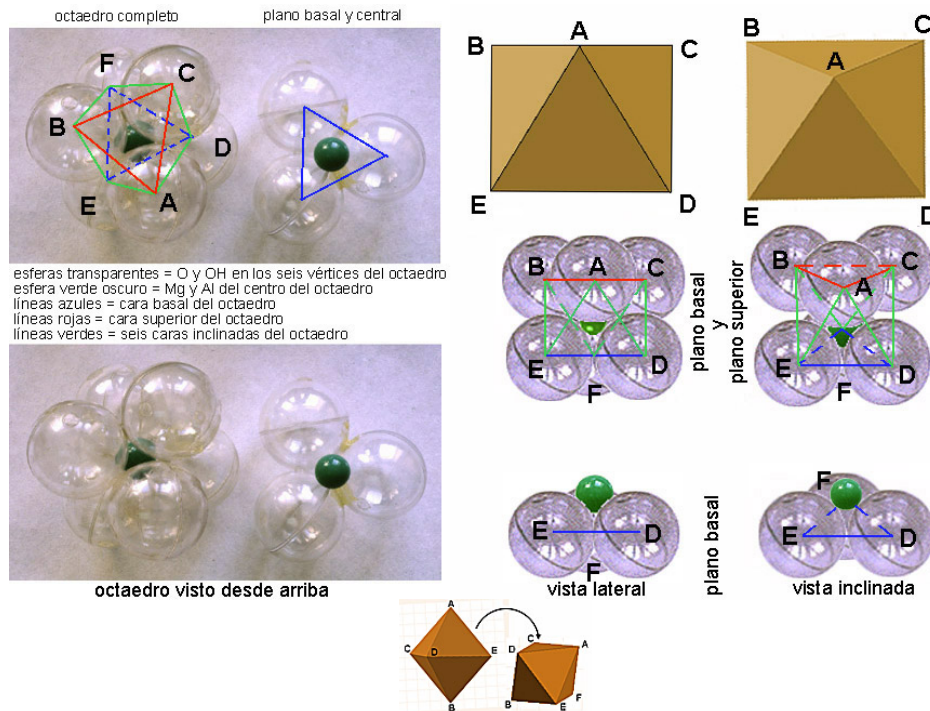 octaedro completo
plano basal y central
F
C
B
D
E
A
esferas transparentes = O y OH en los seis vértices del octaedro
esfera verde oscuro = Mg y Al del centro del octaedro
líneas azules = cara basal del octaedro
líneas rojas = cara superior del octaedro
líneas verdes = seis caras inclinadas del octaedro
octaedro visto desde arriba
B
A
C
E
D
B
A
C
E
D
B
A
C
E
D
F
plano basal
y
plano superior
B
C
A
E
D
E
D
F
vista lateral
plano basal
F
E
D
vista inclinada
A
C
D
E
B
C
A
D
B
E
F